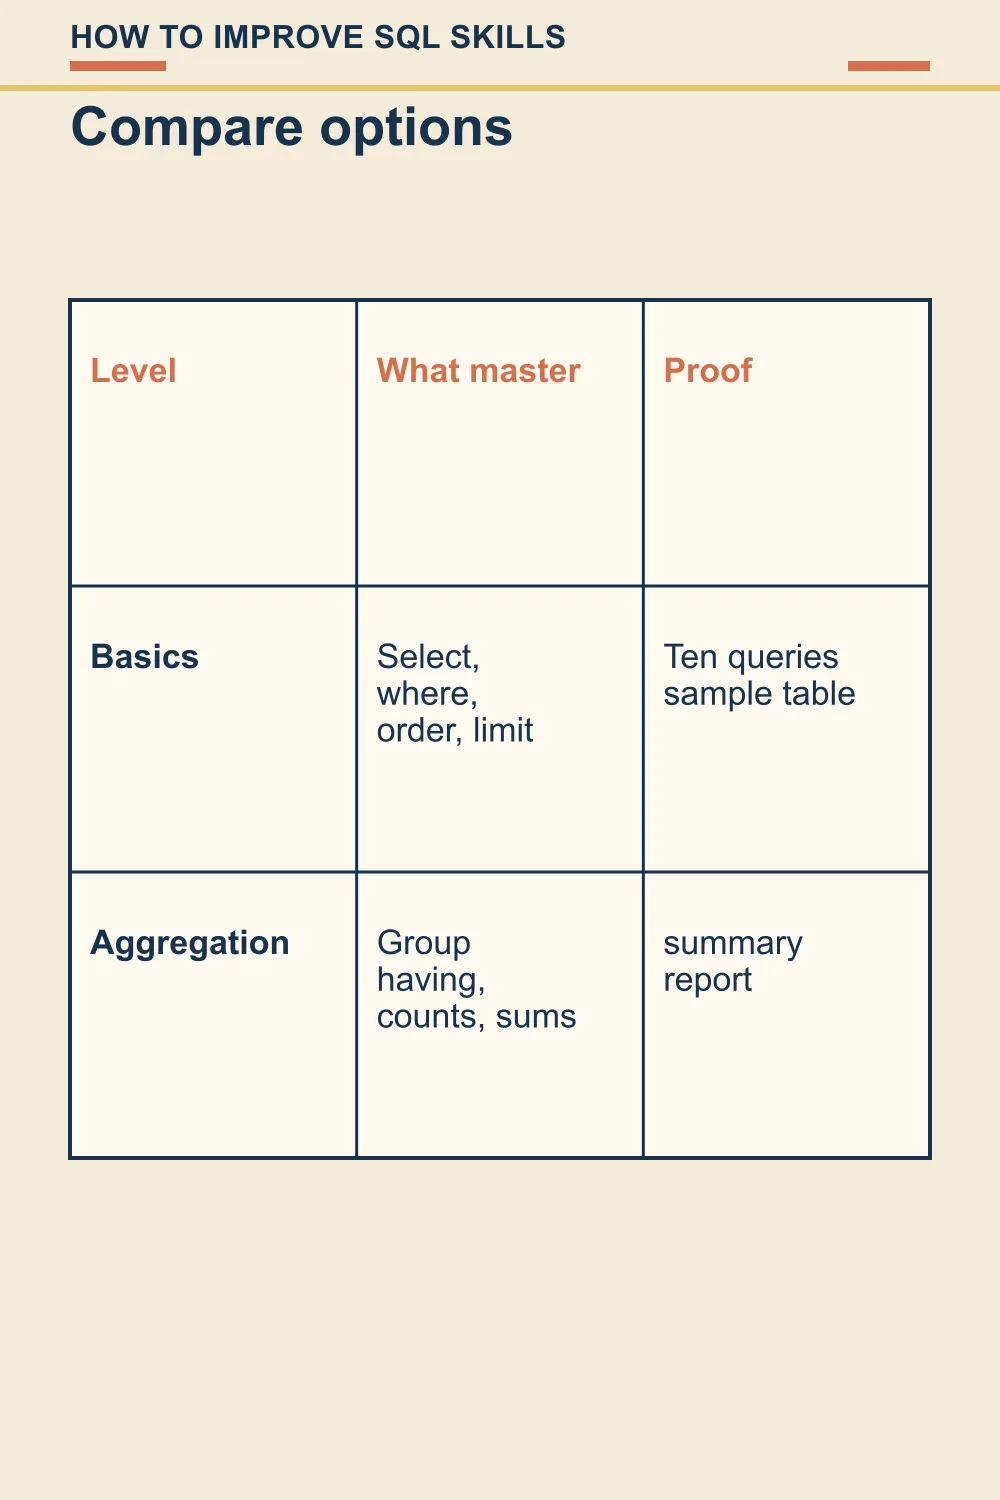 HOW TO IMPROVE SQL SKILLS
Compare options
Level
What master
Proof
Basics
Select,
where,
order, limit
Ten queries
sample table
Aggregation
Group
having,
counts, sums
summary
report